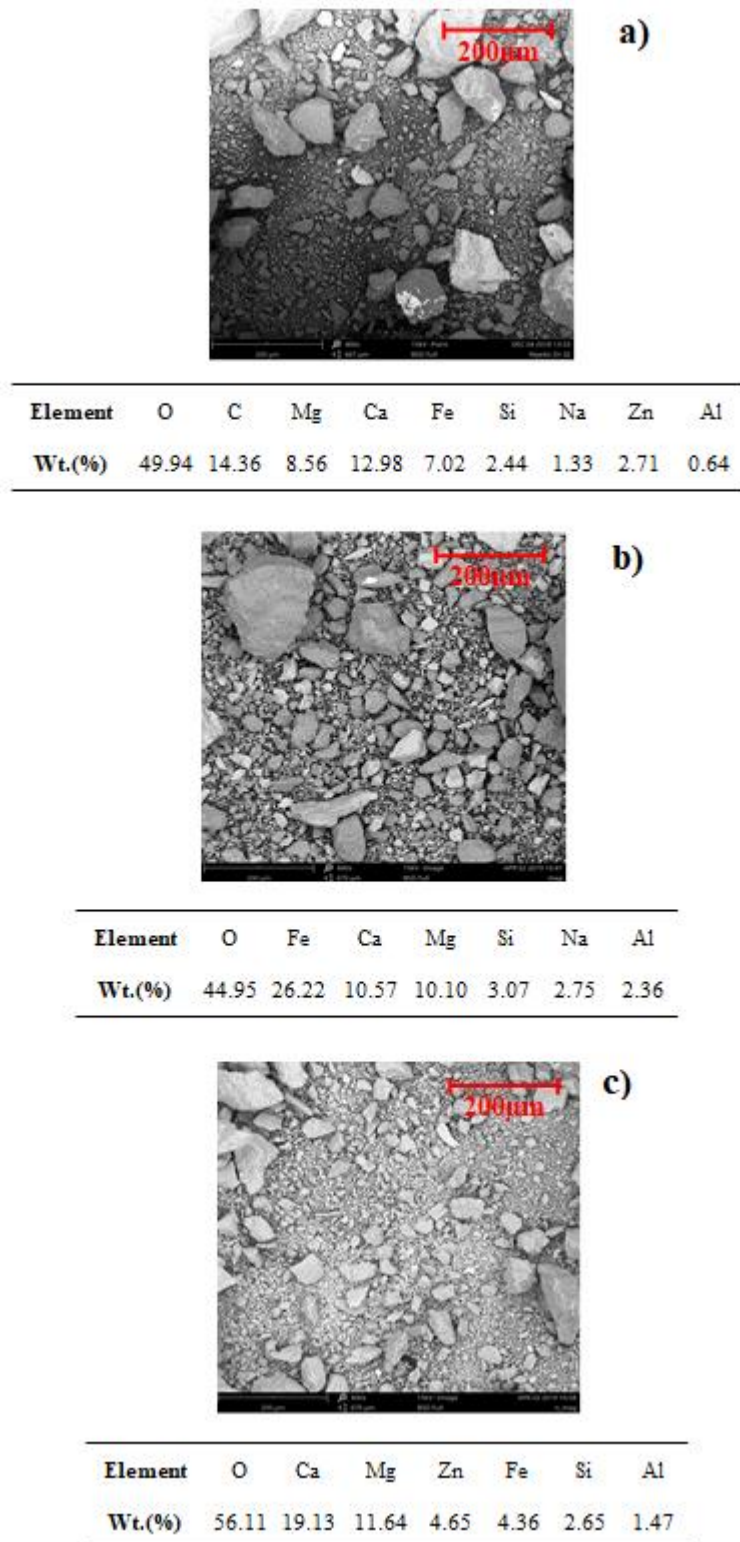 a)
200µm
Element O C Mg Ca Fe Si Na Zn Al
Wt.(%) 49.94 14.36 8.56 12.98 7.02 2.44 1.33 2.71 0.64
b)
200µm
Element O Fe Ca Mg Si Na Al
Wt.(%) 44.95 26.22 10.57 10.10 3.07 2.75 2.36
c)
200µm
Element O Ca Mg Zn Fe Si Al
Wt.(%) 56.11 19.13 11.64 4.65 4.36 2.65 1.47